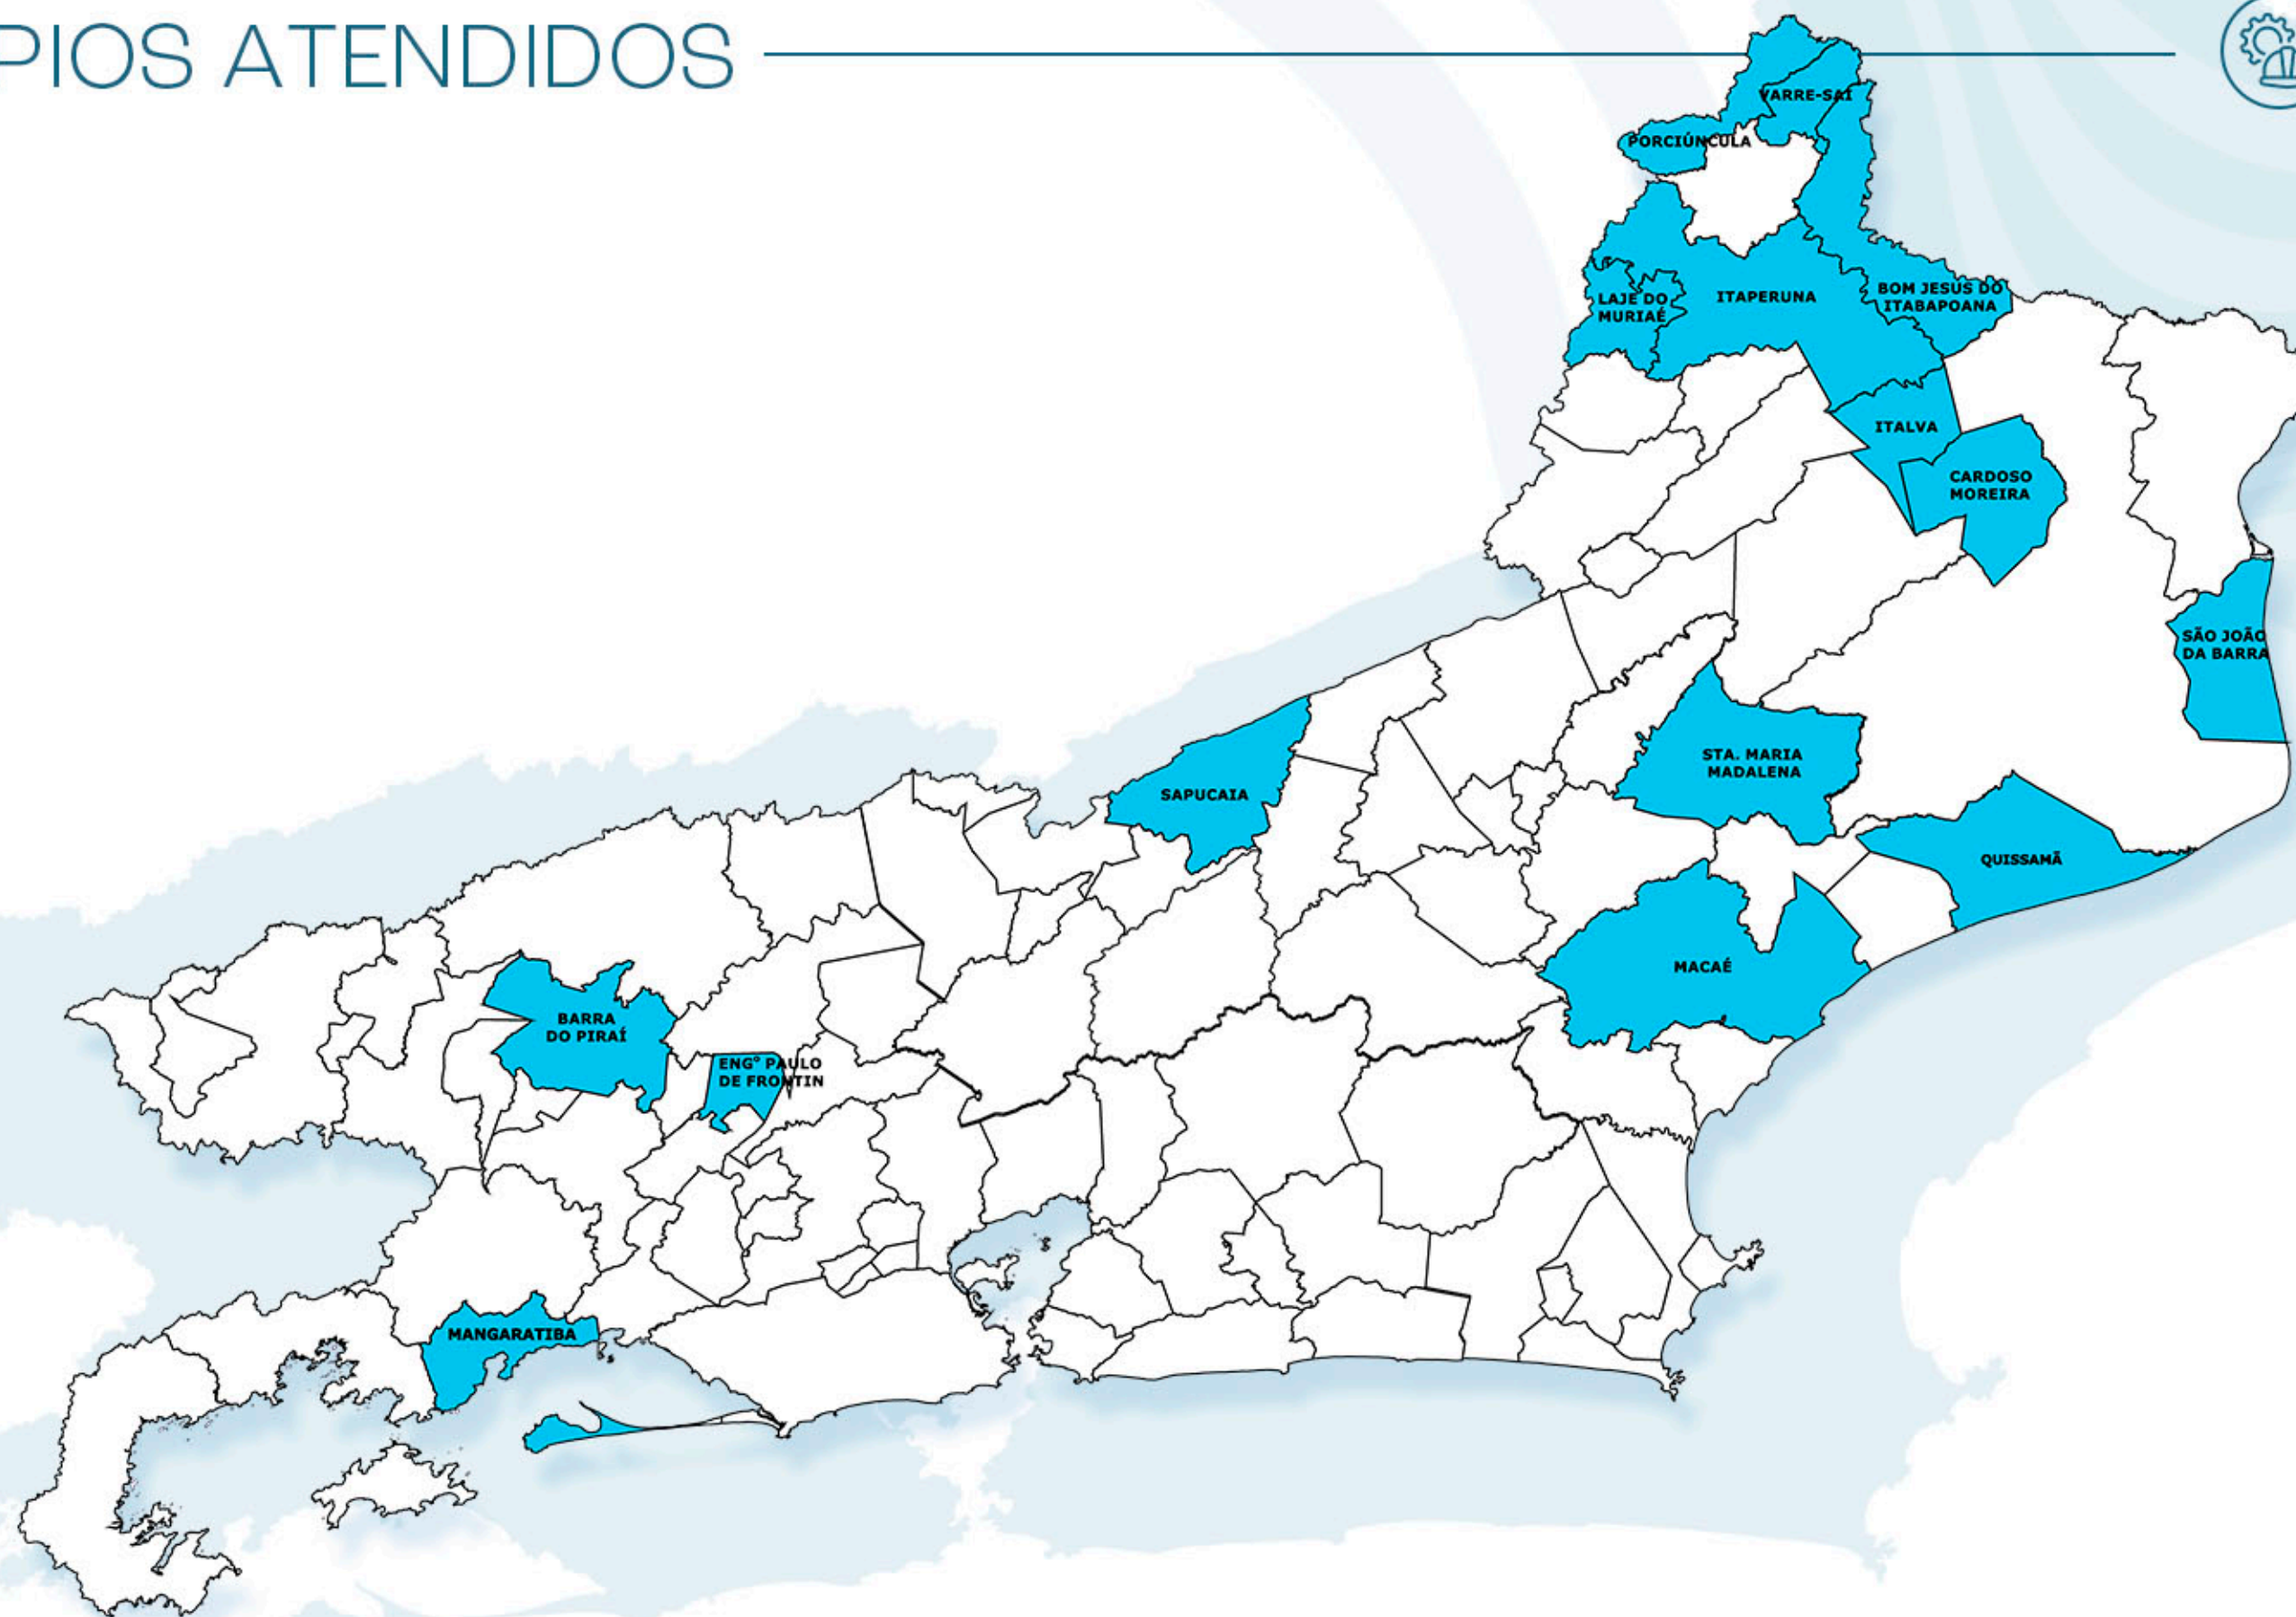 PIOS ATENDIDOS
VARRE-SAI
PORCIÚNCULA
LAJE DO
MURIAÉ
ITAPERUNA
BOM JESUS DO
ITABAPOANA
ITALVA
CARDOSO
MOREIRA
SÃO JOÃO
DA BARRA
STA. MARIA
MADALENA
SAPUCAIA
QUISSAMÃ
MACAÉ
BARRA
DO PIRAÍ
ENGº PAULO
DE FRONTIN
MANGARATIBA